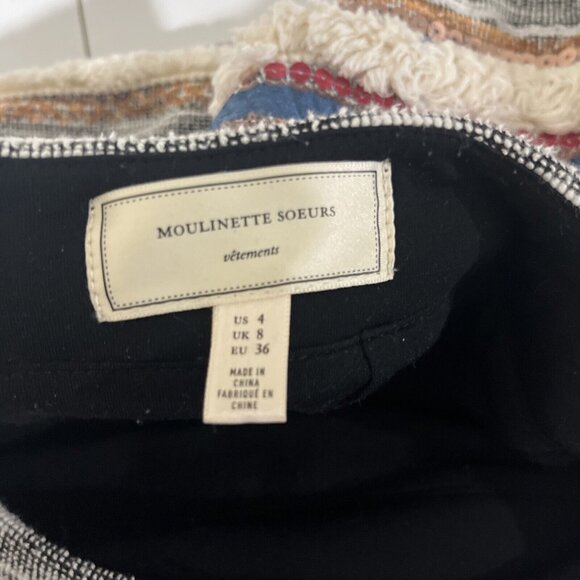 MOULINETTE SOEURS
vêtements
US 4
UK 8
EU 36
MADE IN
CHINA
FABRIQUÉ EN
CHINE